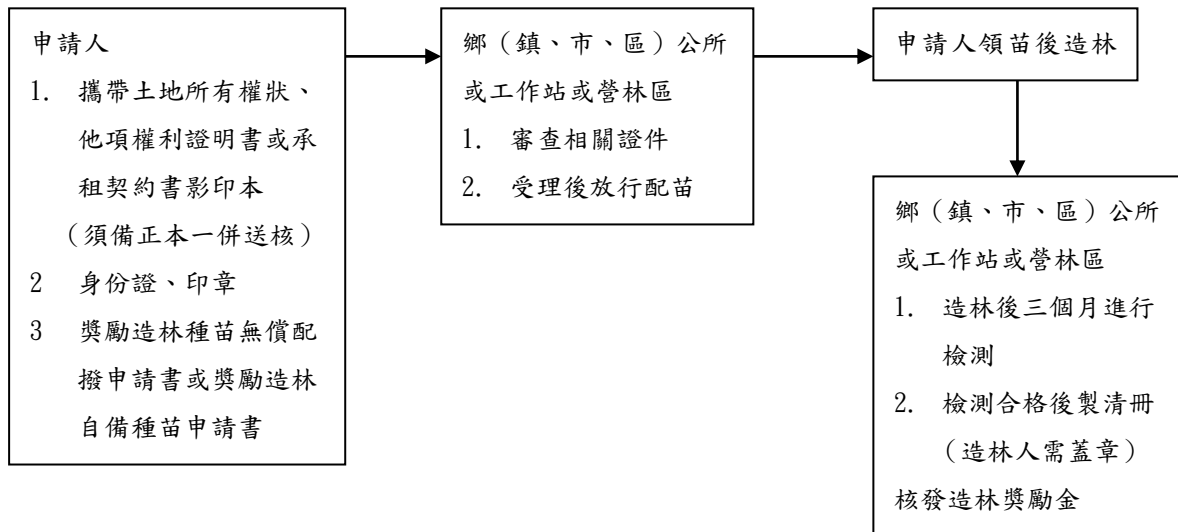 申請人
1. 攜帶土地所有權狀、
他項權利證明書或承
租契約書影印本
（須備正本一併送核）
2 身份證、印章
3 獎勵造林種苗無償配
撥申請書或獎勵造林
自備種苗申請書
鄉（鎮、市、區）公所
或工作站或營林區
1. 審查相關證件
2. 受理後放行配苗
申請人領苗後造林
鄉（鎮、市、區）公所
或工作站或營林區
1. 造林後三個月進行
檢測
2. 檢測合格後製清冊
（造林人需蓋章）
核發造林獎勵金